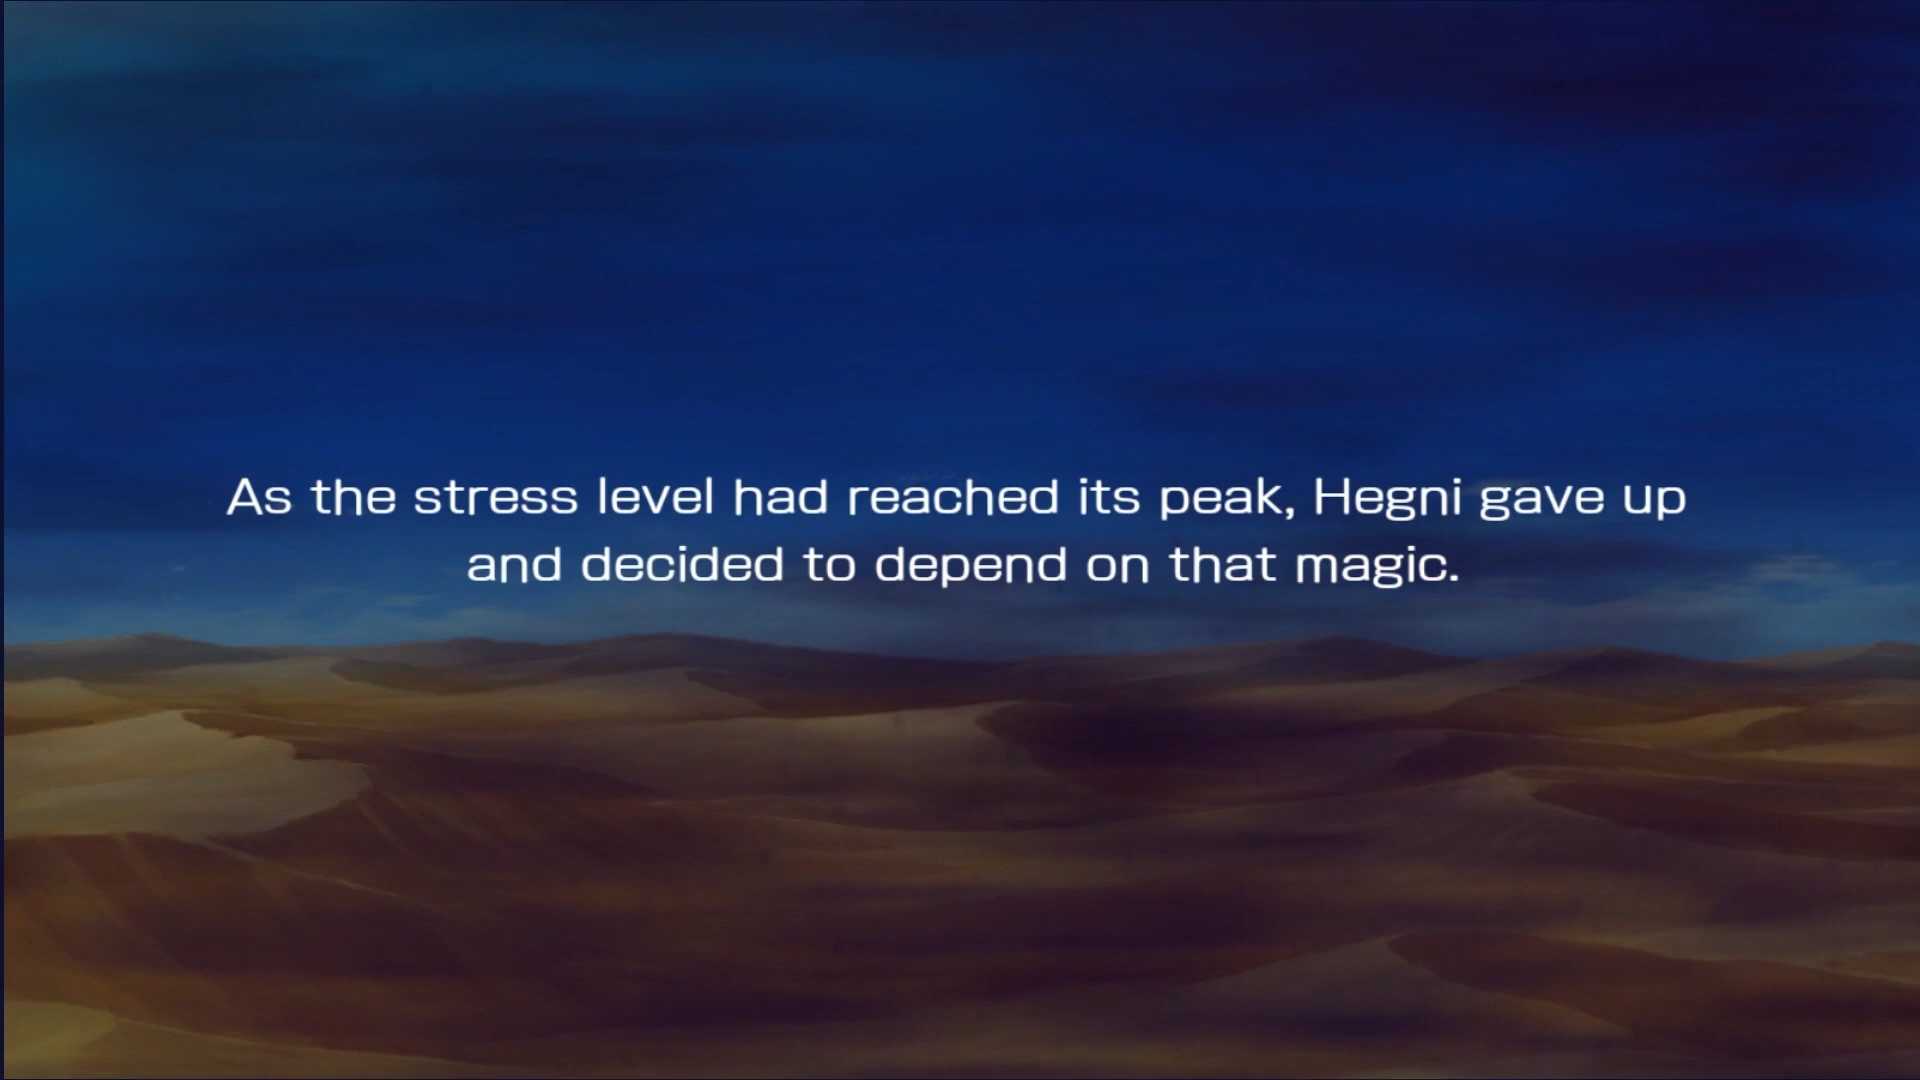 As the stress level had reached its peak, Hegni gave up
and decided to depend on that magic.